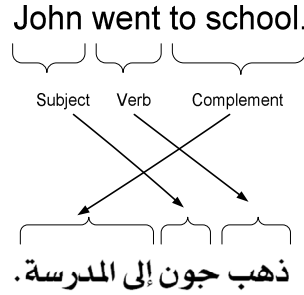 John went to school.
Subject Verb Complement
ذهب جون إلى المدرسة.